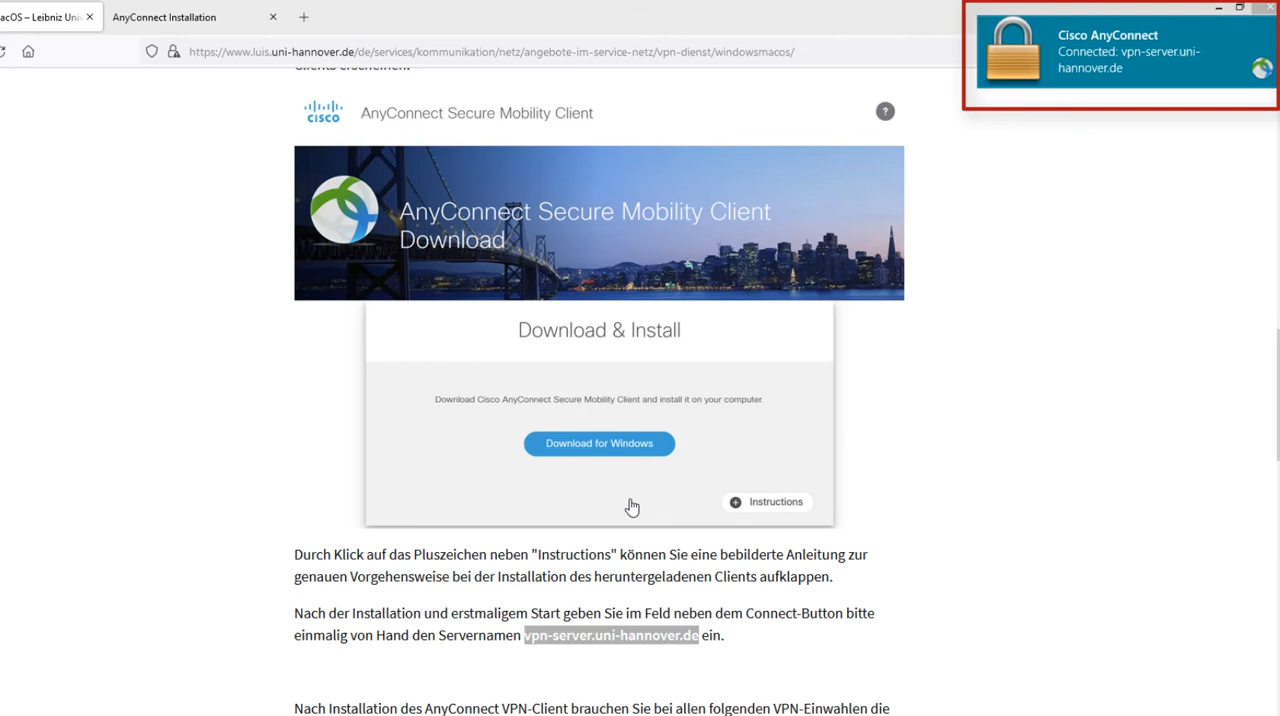 acOS – Leibniz Univ
AnyConnect Installation
https://www.luis.uni-hannover.de/de/services/kommunikation/netz/angebote-im-service-netz/vpn-dienst/windowsmacos/
Cisco AnyConnect
Connected: vpn-server.uni-
hannover.de
Clients erscheinen.
CISCO
AnyConnect Secure Mobility Client
?
AnyConnect Secure Mobility Client
Download
Download & Install
Download Cisco AnyConnect Secure Mobility Client and install it on your computer.
Download for Windows
Instructions
Durch Klick auf das Pluszeichen neben "Instructions" können Sie eine bebilderte Anleitung zur
genauen Vorgehensweise bei der Installation des heruntergeladenen Clients aufklappen.
Nach der Installation und erstmaligem Start geben Sie im Feld neben dem Connect-Button bitte
einmalig von Hand den Servernamen vpn-server.uni-hannover.de ein.
Nach Installation des AnyConnect VPN-Client brauchen Sie bei allen folgenden VPN-Einwahlen die